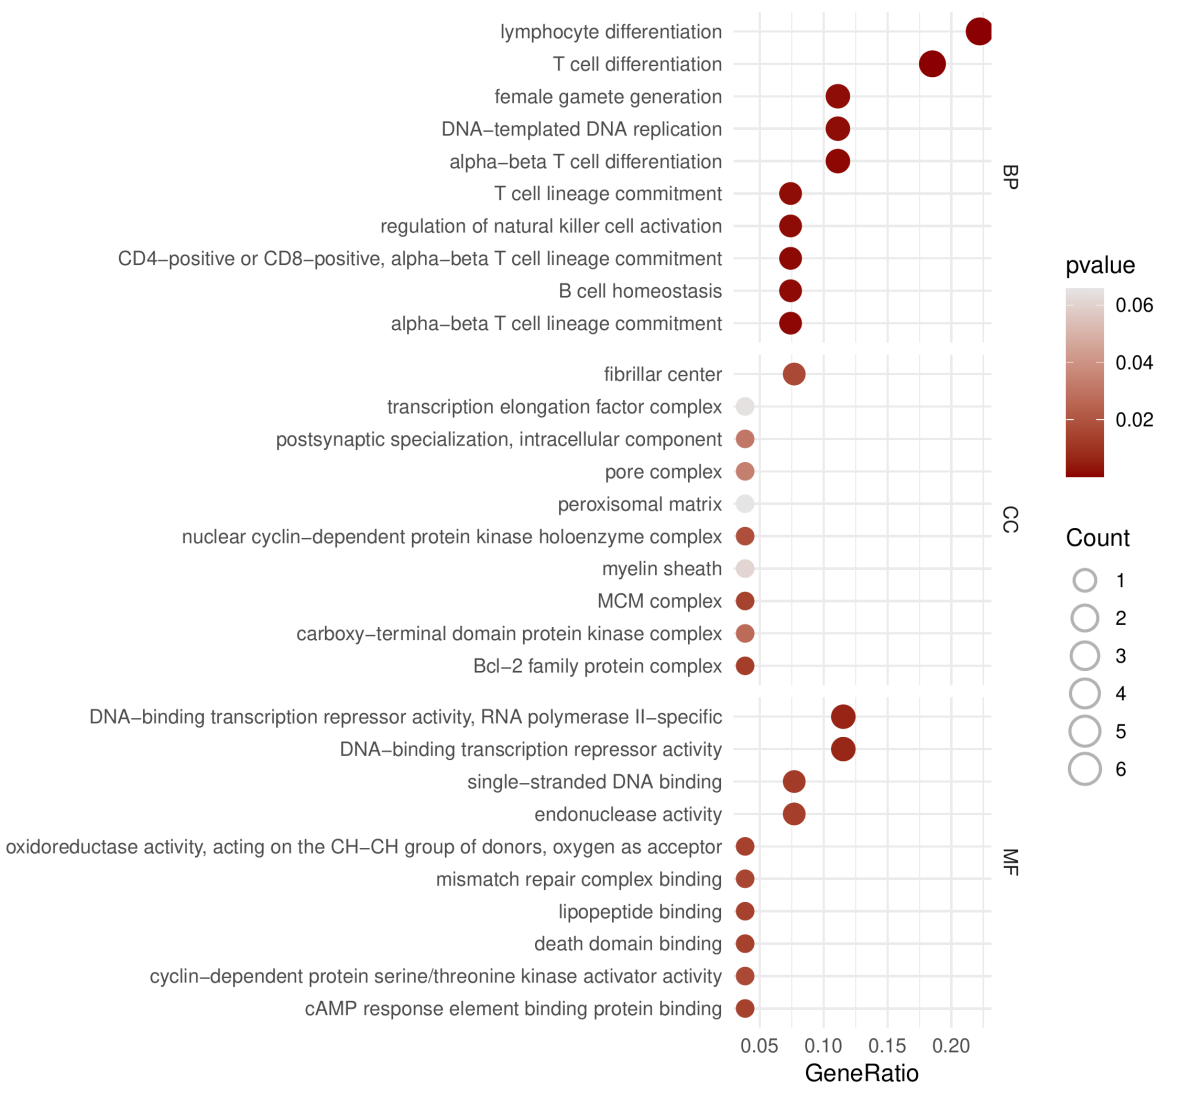 lymphocyte differentiation
T cell differentiation
female gamete generation
DNA−templated DNA replication
alpha−beta T cell differentiation
T cell lineage commitment
regulation of natural killer cell activation
CD4−positive or CD8−positive, alpha−beta T cell lineage commitment
B cell homeostasis
alpha−beta T cell lineage commitment
BP
fibrillar center
transcription elongation factor complex
postsynaptic specialization, intracellular component
pore complex
peroxisomal matrix
nuclear cyclin−dependent protein kinase holoenzyme complex
myelin sheath
MCM complex
carboxy−terminal domain protein kinase complex
Bcl−2 family protein complex
CC
DNA−binding transcription repressor activity, RNA polymerase II−specific
DNA−binding transcription repressor activity
single−stranded DNA binding
endonuclease activity
oxidoreductase activity, acting on the CH−CH group of donors, oxygen as acceptor
mismatch repair complex binding
lipopeptide binding
death domain binding
cyclin−dependent protein serine/threonine kinase activator activity
cAMP response element binding protein binding
MF
0.05 0.10 0.15 0.20
GeneRatio
pvalue
0.06
0.04
0.02
Count
1
2
3
4
5
6